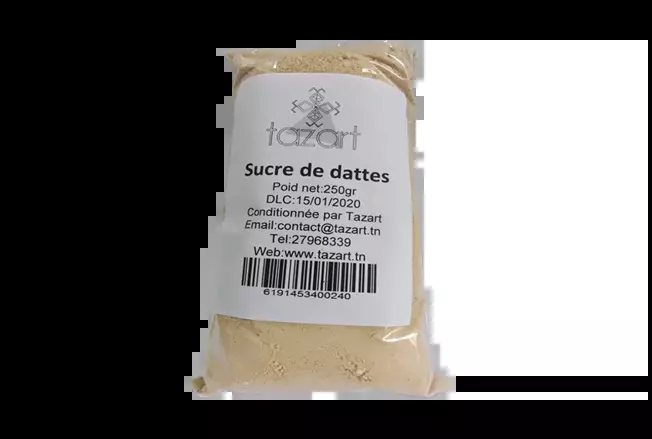 tazart
Sucre de dattes
Poid net:250gr
DLC:15/01/2020
Conditionnée par Tazart
Email:contact@tazart.tn
Tel:27968339
Web:www.tazart.tn
6191453400240